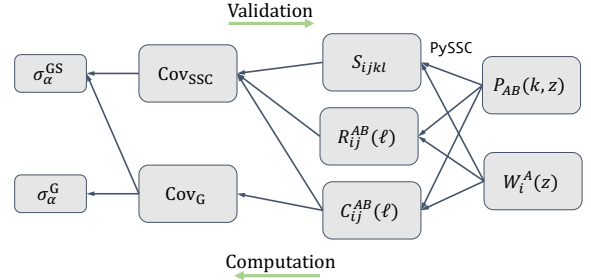 Validation
PySSC
σ_α^GS
Cov_SSC
S_ijkl
P_AB(k, z)
R_ij^AB(ℓ)
σ_α^G
Cov_G
C_ij^AB(ℓ)
W_i^A(z)
Computation